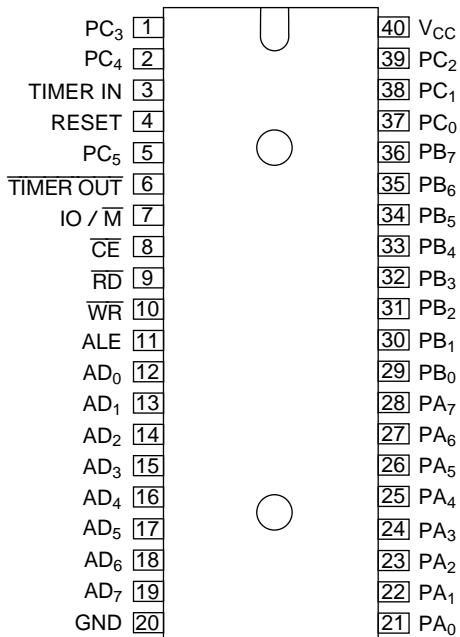 PC₃ 1 40 V_CC
PC₄ 2 39 PC₂
TIMER IN 3 38 PC₁
RESET 4 37 PC₀
PC₅ 5 36 PB₇
TIMER OUT 6 35 PB₆
IO / M 7 34 PB₅
CE 8 33 PB₄
RD 9 32 PB₃
WR 10 31 PB₂
ALE 11 30 PB₁
AD₀ 12 29 PB₀
AD₁ 13 28 PA₇
AD₂ 14 27 PA₆
AD₃ 15 26 PA₅
AD₄ 16 25 PA₄
AD₅ 17 24 PA₃
AD₆ 18 23 PA₂
AD₇ 19 22 PA₁
GND 20 21 PA₀